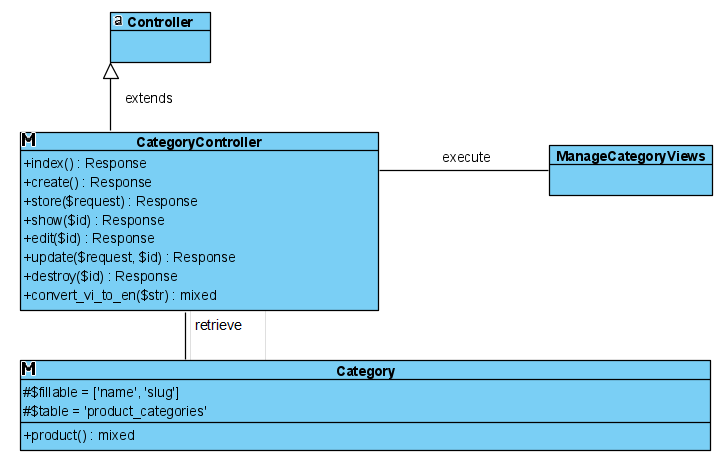 a Controller
extends
M CategoryController
+index() : Response
+create() : Response
+store($request) : Response
+show($id) : Response
+edit($id) : Response
+update($request, $id) : Response
+destroy($id) : Response
+convert_vi_to_en($str) : mixed
execute
ManageCategoryViews
retrieve
M Category
#$fillable = ['name', 'slug']
#$table = 'product_categories'
+product() : mixed